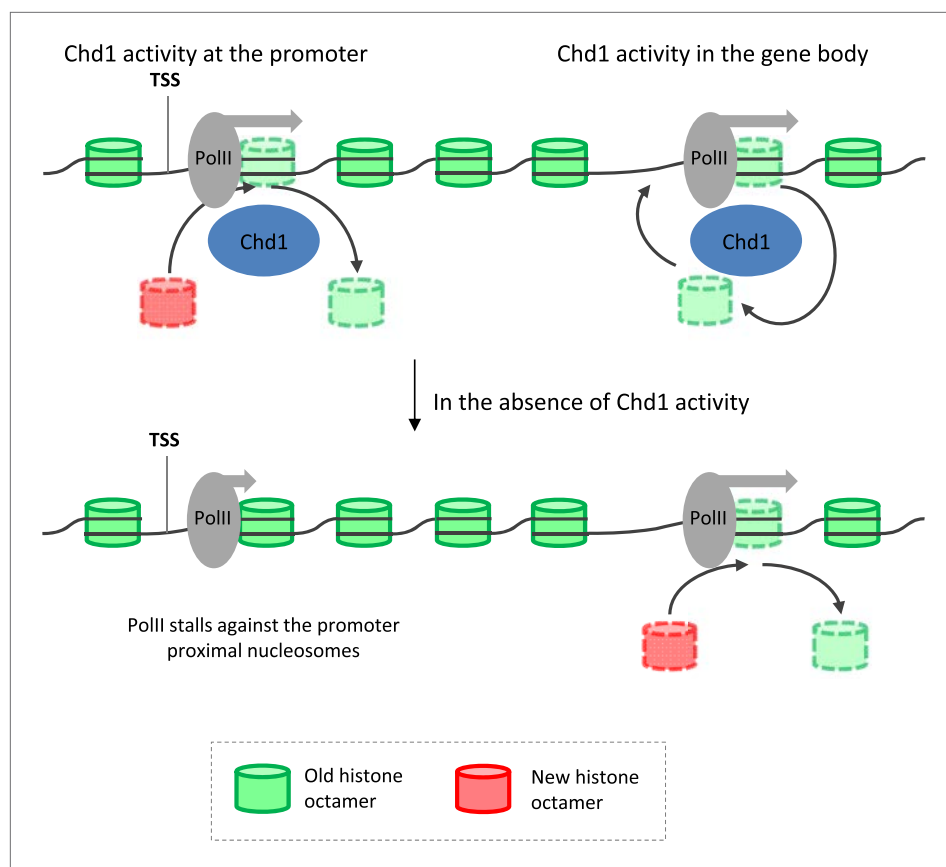 Chd1 activity at the promoter
Chd1 activity in the gene body
TSS
PolII
PolII
Chd1
Chd1
In the absence of Chd1 activity
TSS
PolII
PolII
PolII stalls against the promoter
proximal nucleosomes
Old histone
octamer
New histone
octamer